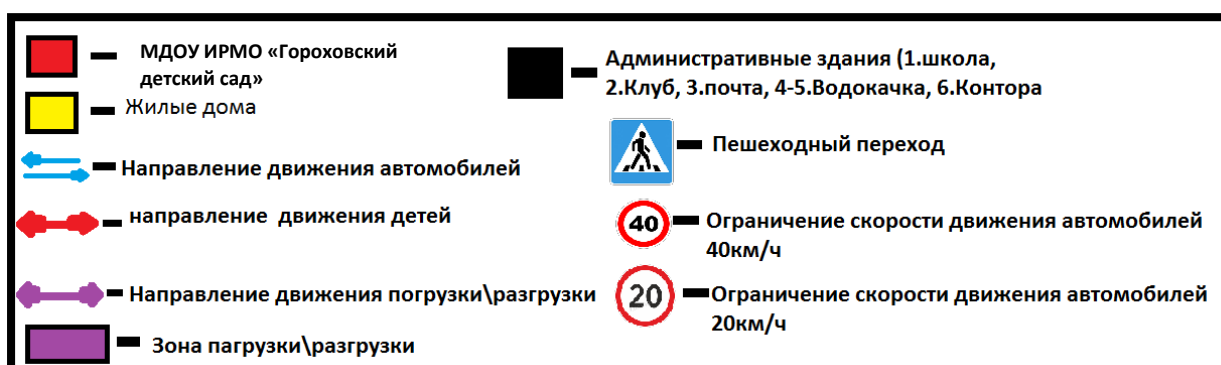 МДОУ ИРМО «Гороховский
детский сад»
Жилые дома
Направление движения автомобилей
направление движения детей
Направление движения погрузки\разгрузки
Зона пагрузки\разгрузки
Административные здания (1.школа,
2.Клуб, 3.почта, 4-5.Водокачка, 6.Контора
Пешеходный переход
40
Ограничение скорости движения автомобилей
40км/ч
20
Ограничение скорости движения автомобилей
20км/ч